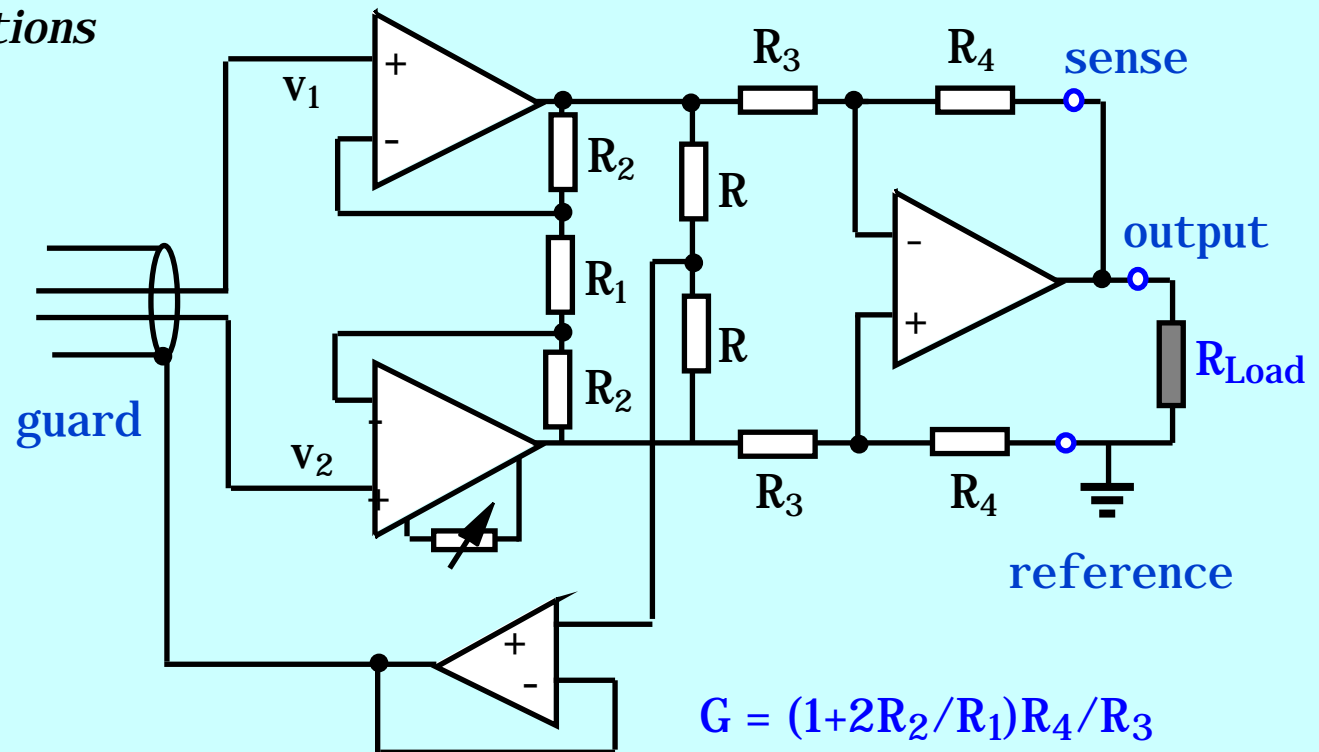 tions
R₃
R₄
sense
v₁
+
-
R₂
R
-
output
R₁
+
R
R_Load
R₂
guard
-
v₂
+
R₃
R₄
reference
+
-
G = (1+2R₂/R₁)R₄/R₃